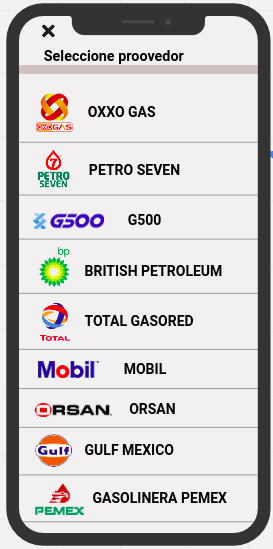 Seleccione proovedor
OXXO GAS
OXXO GAS
7
PETRO
SEVEN
PETRO SEVEN
G500
G500
bp
BRITISH PETROLEUM
TOTAL
TOTAL GASORED
Mobil
MOBIL
ORSAN
ORSAN
Gulf
GULF MEXICO
PEMEX
GASOLINERA PEMEX